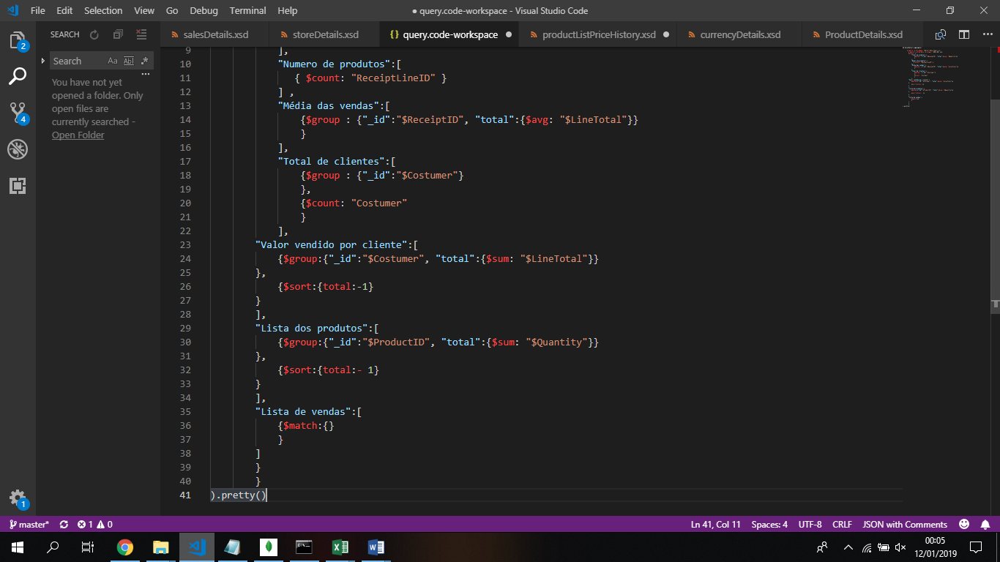 File Edit Selection View Go Debug Terminal Help
● query.code-workspace - Visual Studio Code
SEARCH
salesDetails.xsd
storeDetails.xsd
{} query.code-workspace
productListPriceHistory.xsd
currencyDetails.xsd
ProductDetails.xsd
Search
Aa Abl .*
You have not yet
opened a folder. Only
open files are
currently searched -
Open Folder
2
4
1
9 ],
10 "Numero de produtos":[
11 { $count: "ReceiptLineID" }
12 ] ,
13 "Média das vendas":[
14 {$group : {"_id":"$ReceiptID", "total":{$avg: "$LineTotal"}}
15 }
16 ],
17 "Total de clientes":[
18 {$group : {"_id":"$Costumer"}
19 },
20 {$count: "Costumer"
21 }
22 ],
23 "Valor vendido por cliente":[
24 {$group:{"_id":"$Costumer", "total":{$sum: "$LineTotal"}}
25 },
26 {$sort:{total:-1}
27 }
28 ],
29 "Lista dos produtos":[
30 {$group:{"_id":"$ProductID", "total":{$sum: "$Quantity"}}
31 },
32 {$sort:{total:- 1}
33 }
34 ],
35 "Lista de vendas":[
36 {$match:{}
37 }
38 ]
39 }
40 }
41 ).pretty()
master* 1 0
Ln 41, Col 11 Spaces: 4 UTF-8 CRLF JSON with Comments
00:05
12/01/2019